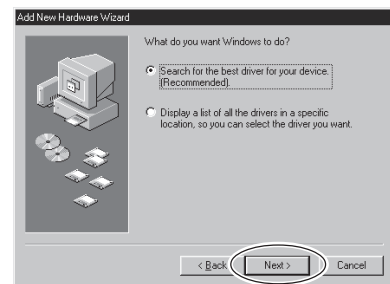 Add New Hardware Wizard
What do you want Windows to do?
Search for the best driver for your device.
(Recommended).
Display a list of all the drivers in a specific
location, so you can select the driver you want.
< Back
Next >
Cancel